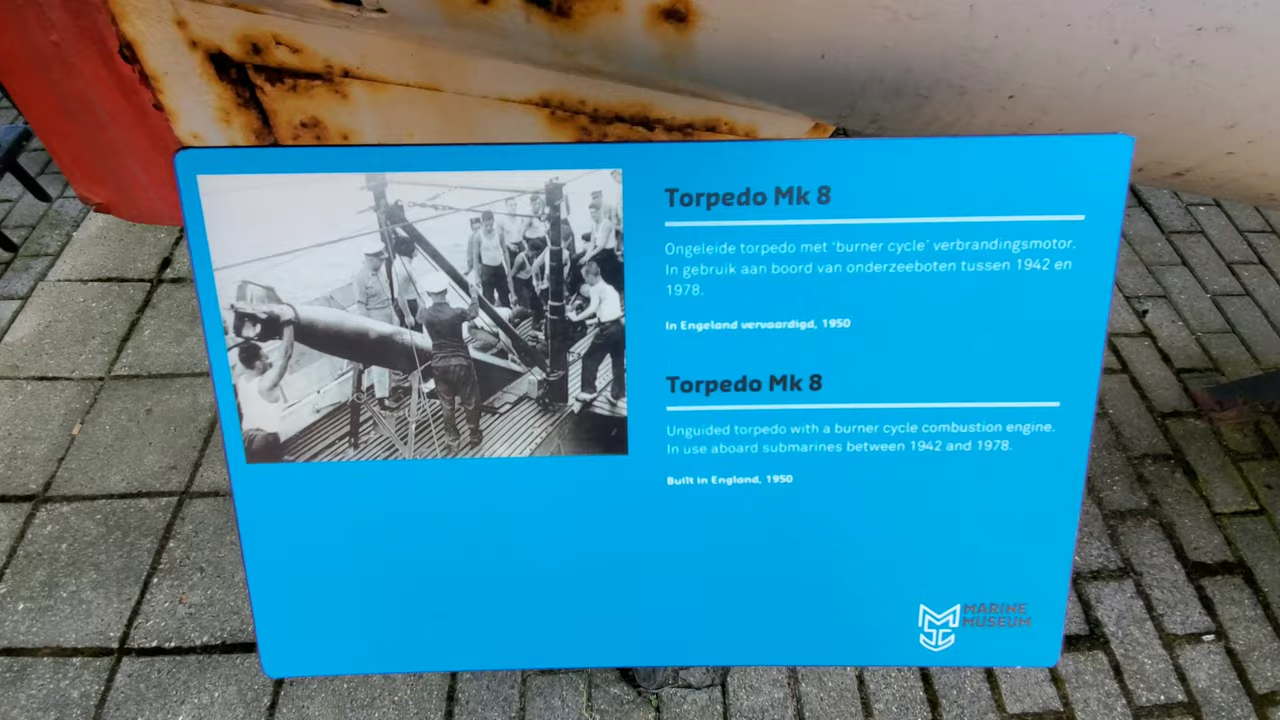 Torpedo Mk 8
Ongeleide torpedo met ‘burner cycle’ verbrandingsmotor.
In gebruik aan boord van onderzeeboten tussen 1942 en
1978.
In Engeland vervaardigd, 1950
Torpedo Mk 8
Unguided torpedo with a burner cycle combustion engine.
In use aboard submarines between 1942 and 1978.
Built in England, 1950
MARINE
MUSEUM